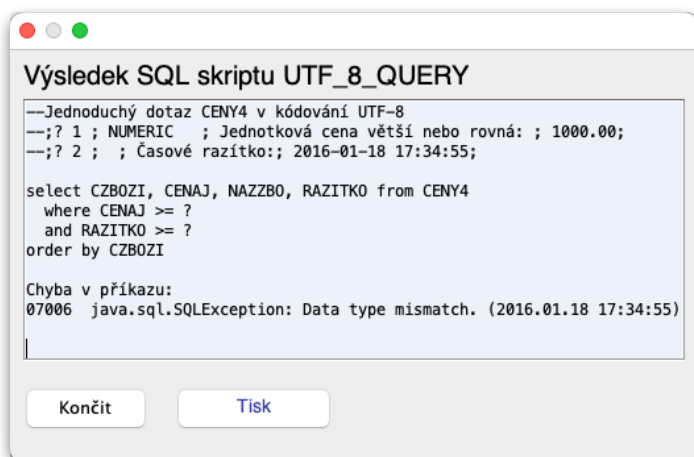 Výsledek SQL skriptu UTF_8_QUERY
--Jednoduchý dotaz CENY4 v kódování UTF-8
--;? 1 ; NUMERIC   ; Jednotková cena větší nebo rovná: ; 1000.00;
--;? 2 ;  ; Časové razítko:; 2016-01-18 17:34:55;
select CZBOZI, CENAJ, NAZZBO, RAZITKO from CENY4
  where CENAJ >= ?
  and RAZITKO >= ?
order by CZBOZI
Chyba v příkazu:
07006  java.sql.SQLException: Data type mismatch. (2016.01.18 17:34:55)
Končit
Tisk